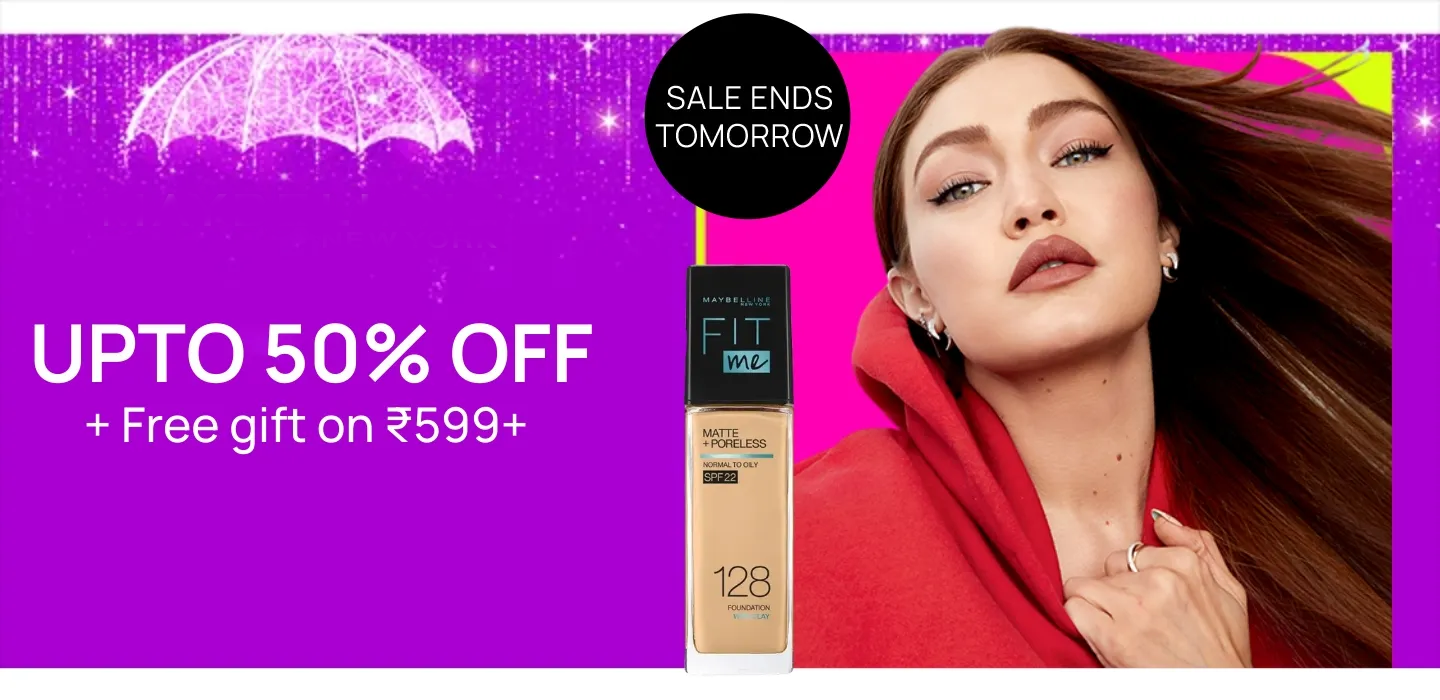 SALE ENDS
TOMORROW
UPTO 50% OFF
+ Free gift on ₹599+
MAYBELLINE
NEW YORK
FIT
me
MATTE
+PORELESS
NORMAL TO OILY
SPF 22
128
FOUNDATION